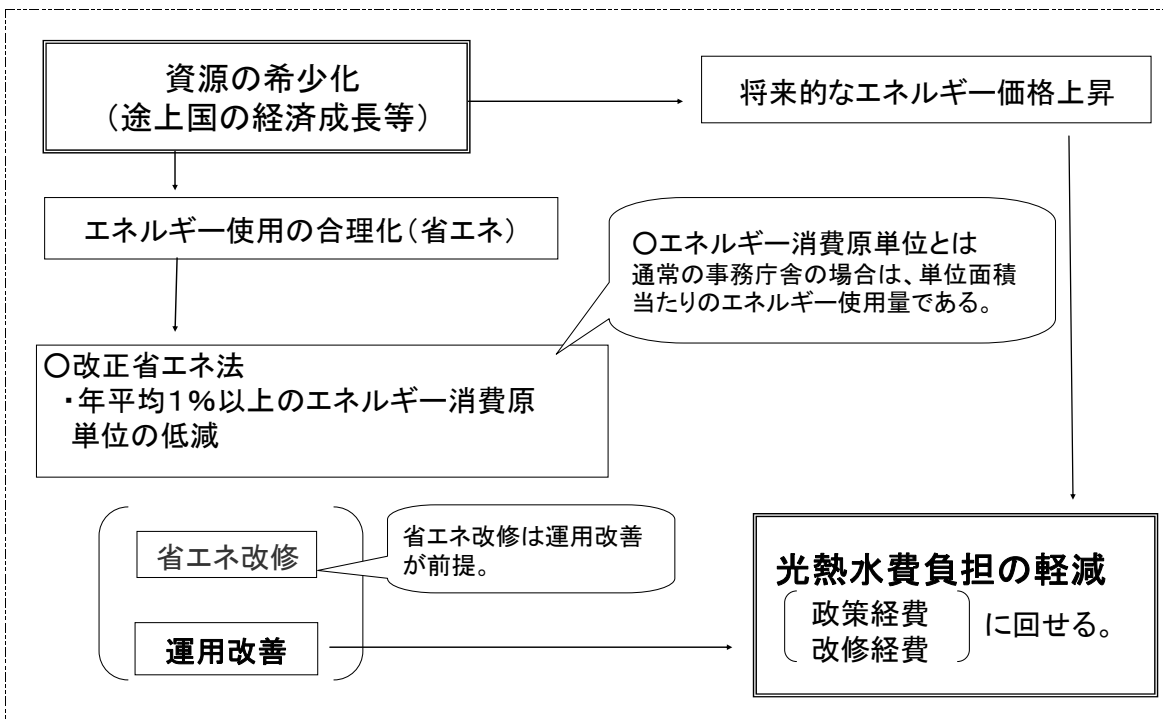 資源の希少化
（途上国の経済成長等）
将来的なエネルギー価格上昇
エネルギー使用の合理化（省エネ）
〇エネルギー消費原単位とは
通常の事務庁舎の場合は、単位面積
当たりのエネルギー使用量である。
〇改正省エネ法
・年平均１％以上のエネルギー消費原
単位の低減
省エネ改修
省エネ改修は運用改善
が前提。
運用改善
光熱水費負担の軽減
政策経費
改修経費
に回せる。